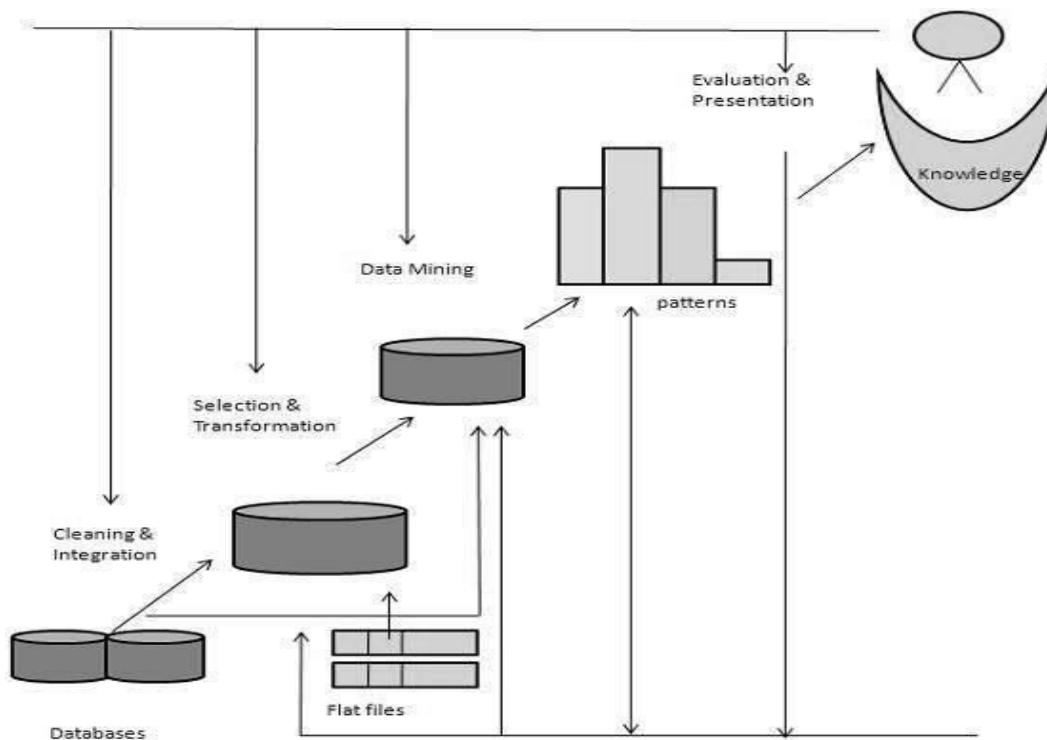 Evaluation &
Presentation
Knowledge
Data Mining
patterns
Selection &
Transformation
Cleaning &
Integration
Flat files
Databases